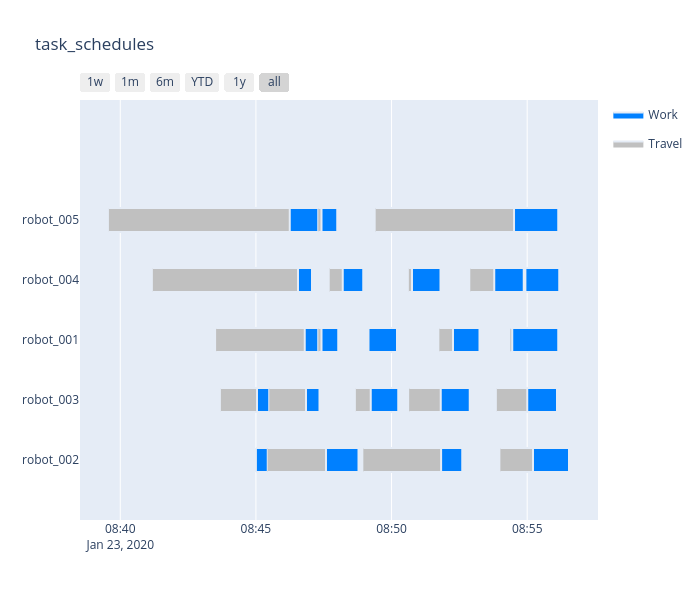 task_schedules
1w 1m 6m YTD 1y all
Work
Travel
robot_005
robot_004
robot_001
robot_003
robot_002
08:40 08:45 08:50 08:55
Jan 23, 2020